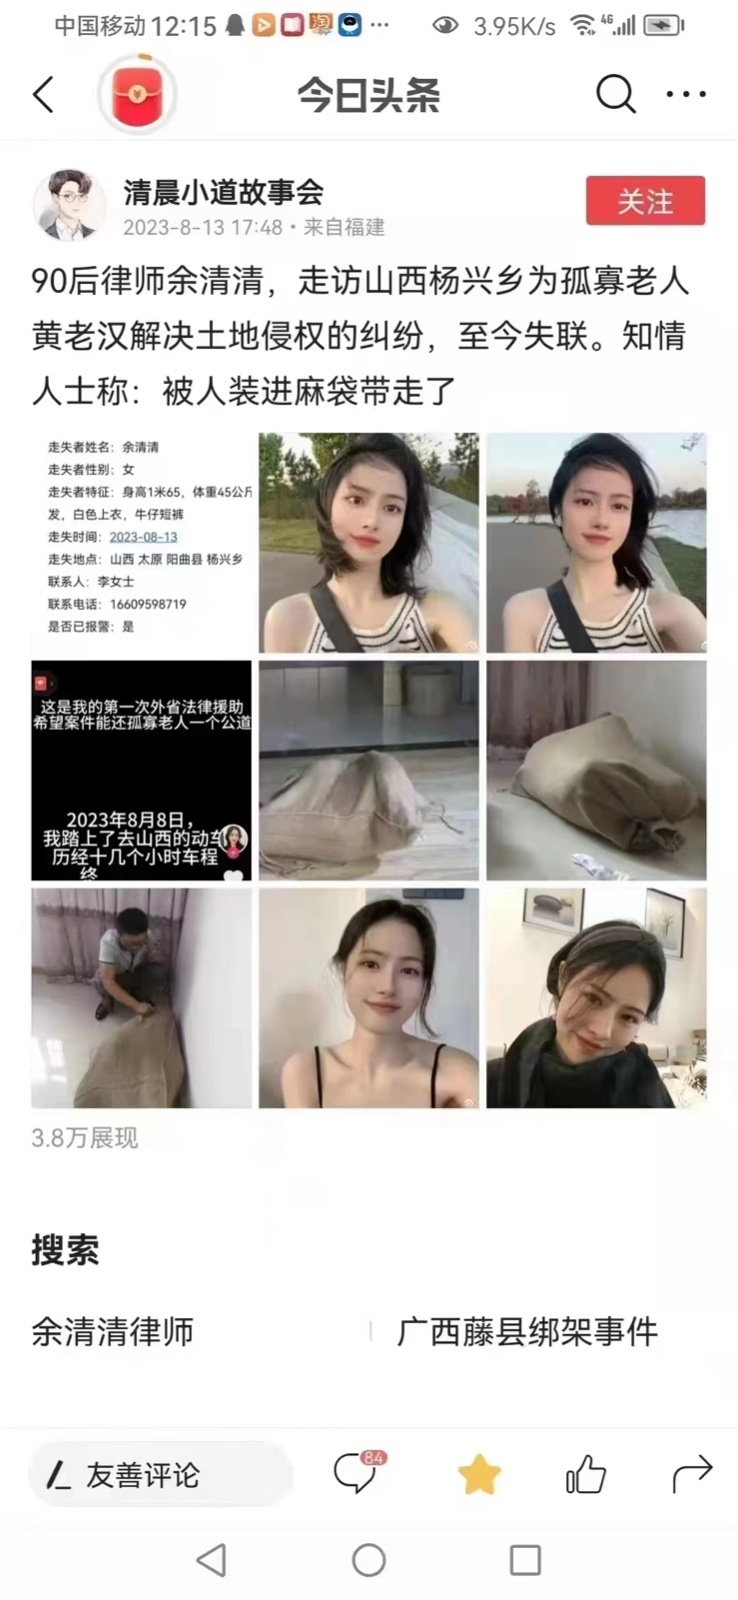 中国移动 12:15
淘
3.95K/s
4G
今日头条
清晨小道故事会
2023-8-13 17:48 · 来自福建
关注
90后律师余清清，走访山西杨兴乡为孤寡老人
黄老汉解决土地侵权的纠纷，至今失联。知情
人士称：被人装进麻袋带走了
走失者姓名：余清清
走失者性别：女
走失者特征：身高1米65，体重45公斤
发，白色上衣，牛仔短裤
走失时间：2023-08-13
走失地点：山西 太原 阳曲县 杨兴乡
联系人：李女士
联系电话：16609598719
是否已报警：是
这是我的第一次外省法律援助
希望案件能还孤寡老人一个公道
2023年8月8日，
我踏上了去山西的动车
历经十几个小时车程
终
3.8万展现
搜索
余清清律师
广西藤县绑架事件
友善评论
84